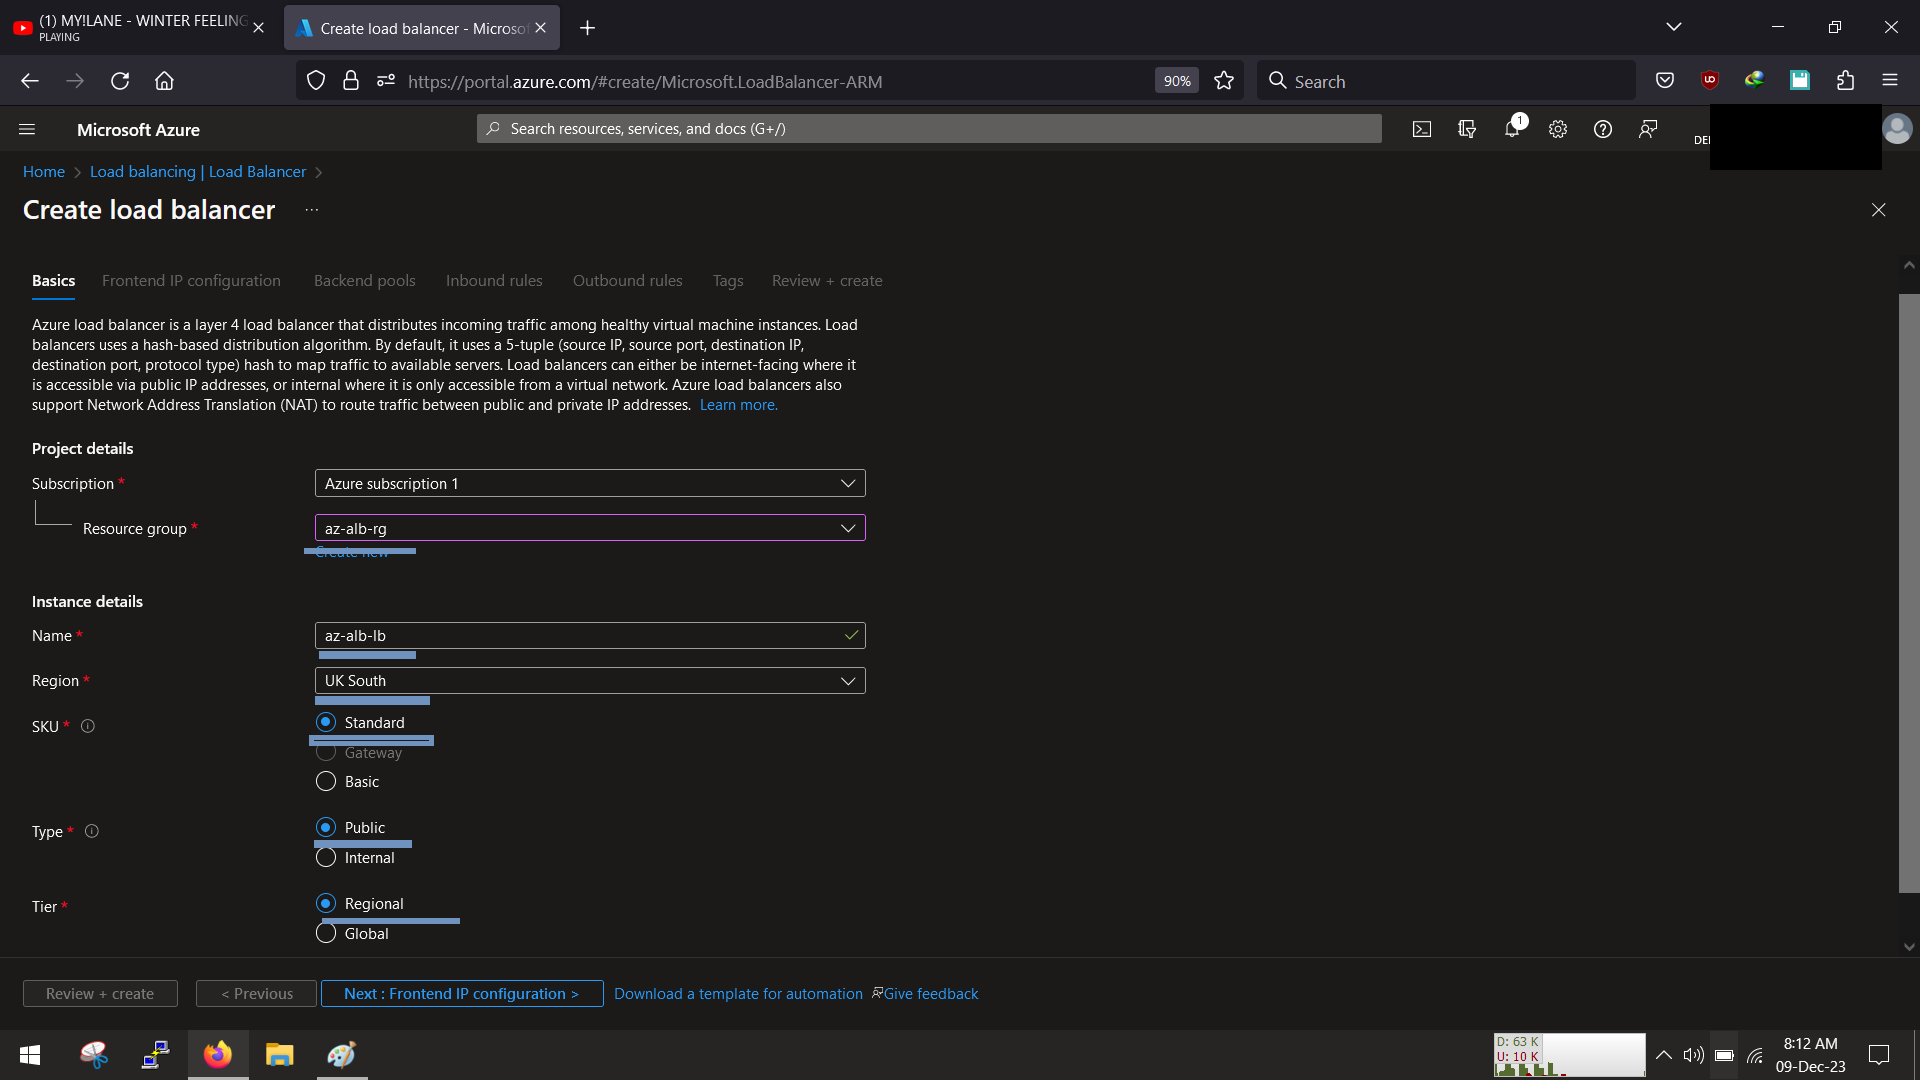 (1) MY!LANE - WINTER FEELING
PLAYING
Create load balancer - Microsof
https://portal.azure.com/#create/Microsoft.LoadBalancer-ARM
90%
Search
Microsoft Azure
Search resources, services, and docs (G+/)
1
DEI
Home > Load balancing | Load Balancer >
Create load balancer ...
Basics Frontend IP configuration Backend pools Inbound rules Outbound rules Tags Review + create
Azure load balancer is a layer 4 load balancer that distributes incoming traffic among healthy virtual machine instances. Load
balancers uses a hash-based distribution algorithm. By default, it uses a 5-tuple (source IP, source port, destination IP,
destination port, protocol type) hash to map traffic to available servers. Load balancers can either be internet-facing where it
is accessible via public IP addresses, or internal where it is only accessible from a virtual network. Azure load balancers also
support Network Address Translation (NAT) to route traffic between public and private IP addresses. Learn more.
Project details
Subscription *
Azure subscription 1
Resource group *
az-alb-rg
Create new
Instance details
Name *
az-alb-lb
Region *
UK South
SKU *
Standard
Gateway
Basic
Type *
Public
Internal
Tier *
Regional
Global
Review + create
< Previous
Next : Frontend IP configuration >
Download a template for automation
Give feedback
D: 63 K
U: 10 K
8:12 AM
09-Dec-23